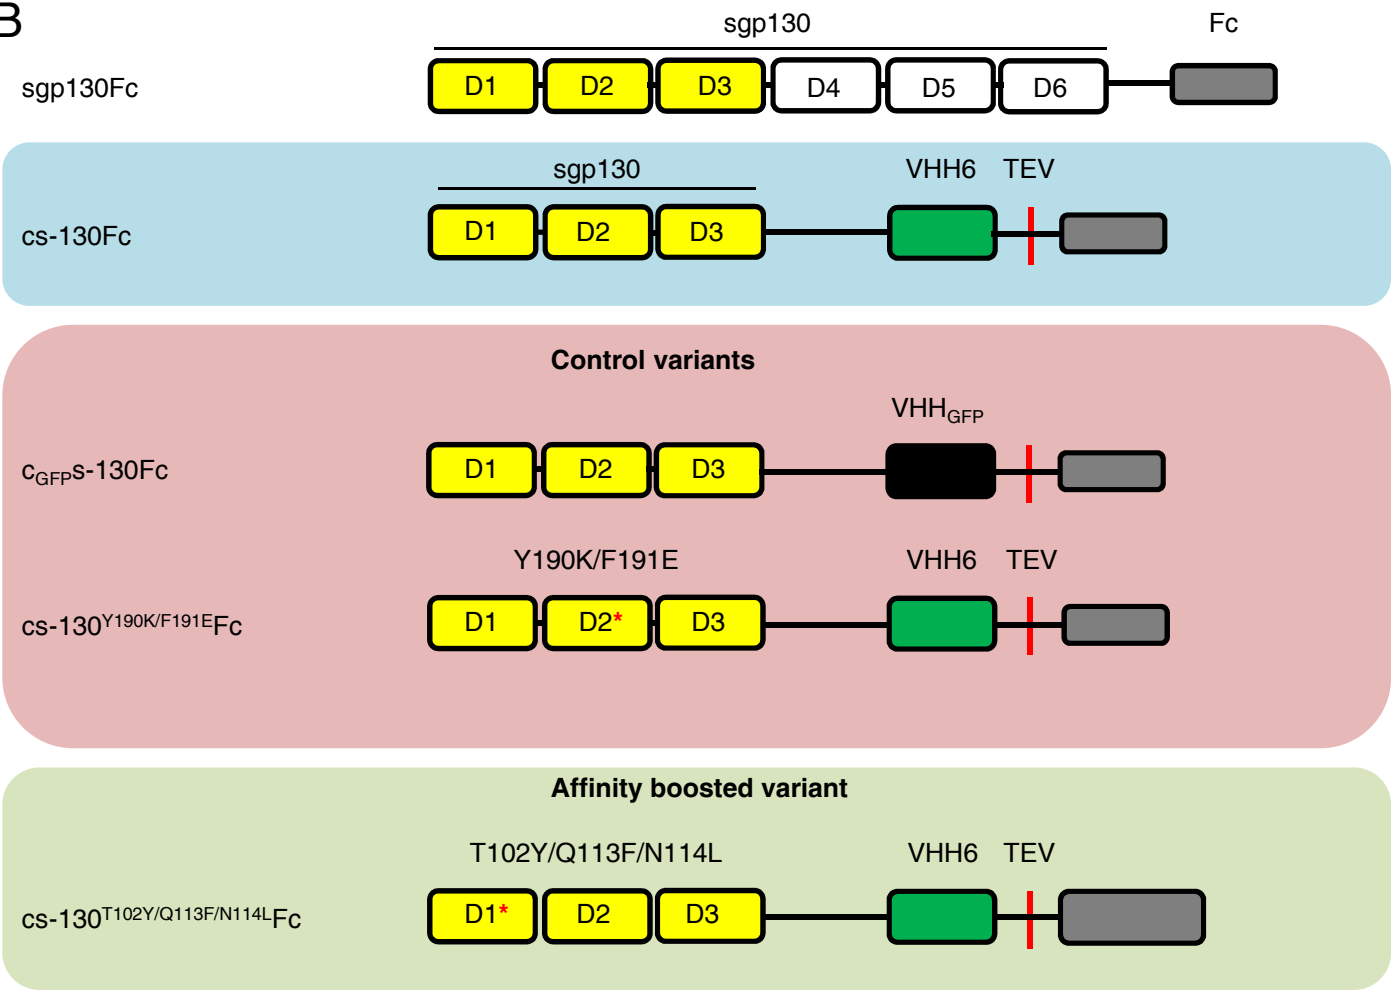 B
sgp130 Fc
sgp130Fc D1 D2 D3 D4 D5 D6
sgp130 VHH6 TEV
cs-130Fc D1 D2 D3
Control variants
VHHGFP
cGFPs-130Fc D1 D2 D3
Y190K/F191E VHH6 TEV
cs-130Y190K/F191EFc D1 D2* D3
Affinity boosted variant
T102Y/Q113F/N114L VHH6 TEV
cs-130T102Y/Q113F/N114LFc D1* D2 D3